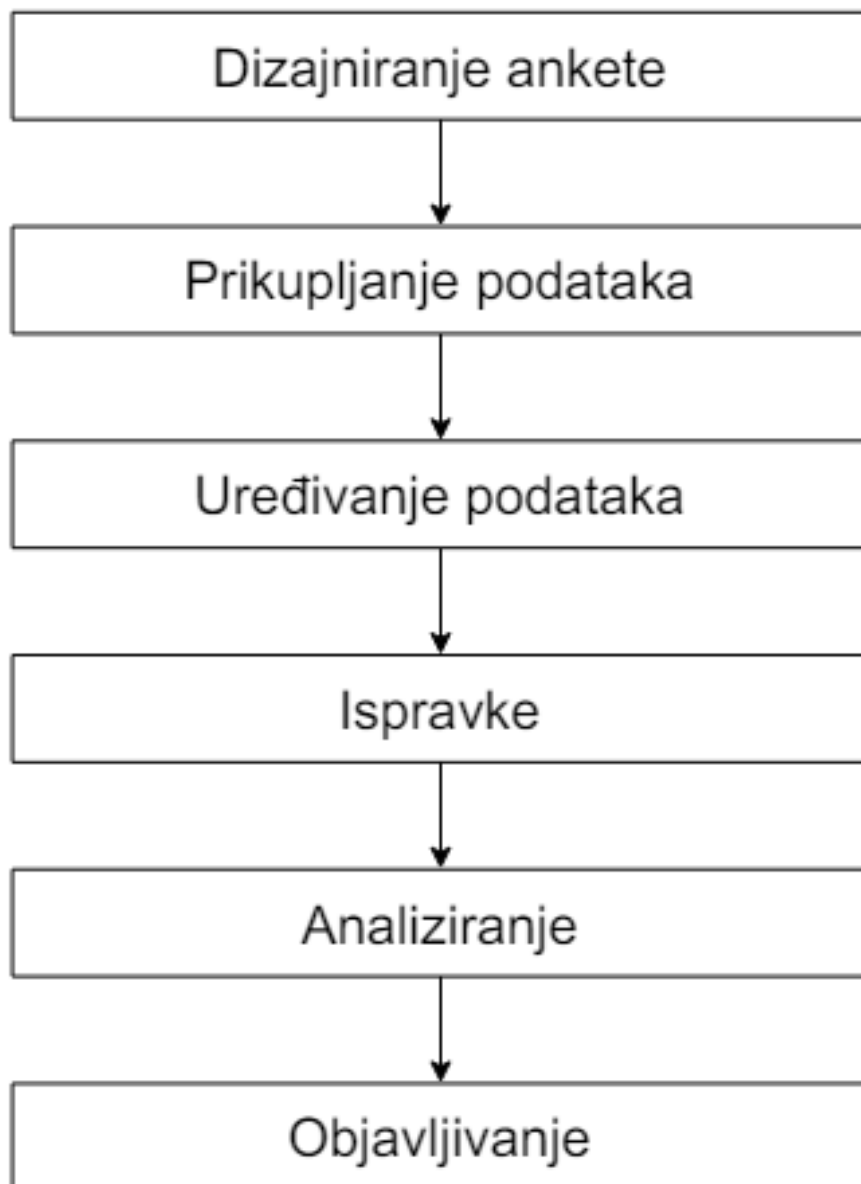 Dizajniranje ankete
Prikupljanje podataka
Uređivanje podataka
Ispravke
Analiziranje
Objavljivanje